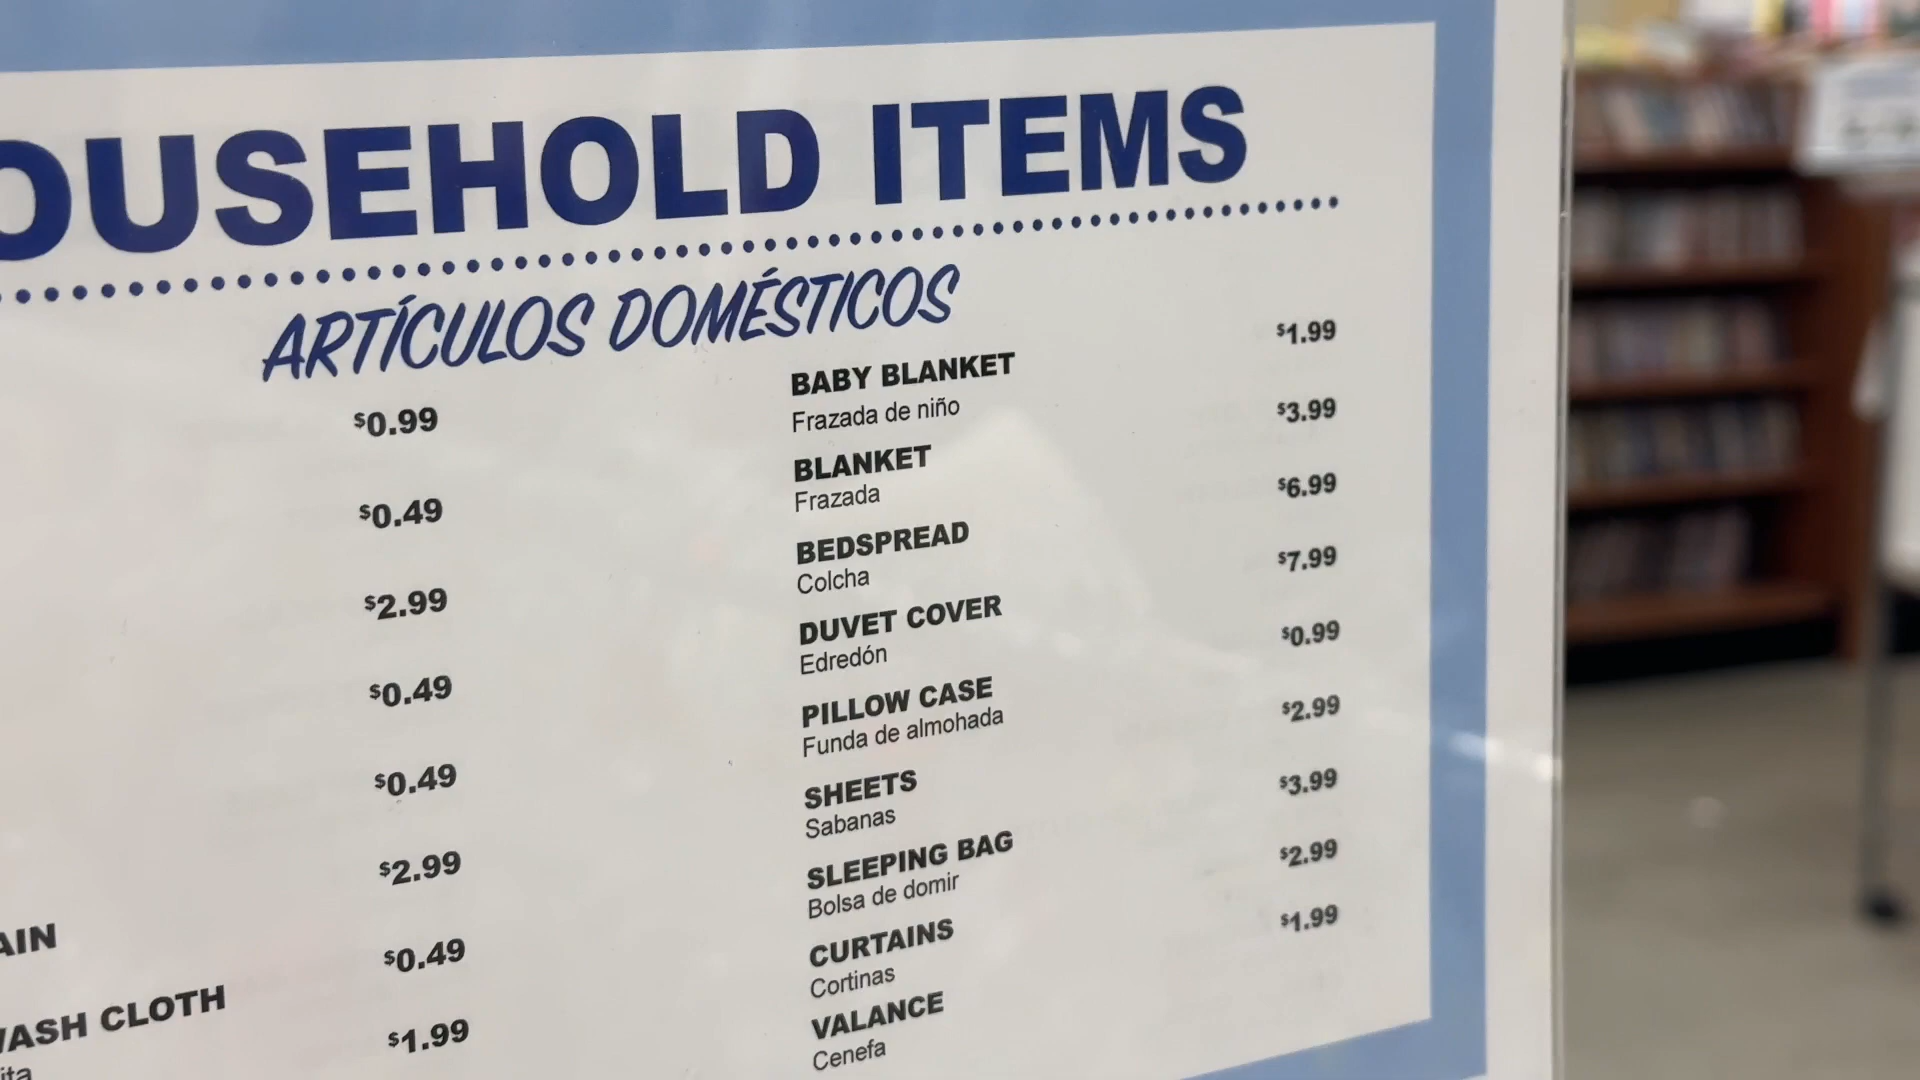 OUSEHOLD ITEMS
ARTÍCULOS DOMÉSTICOS
$0.99
$0.49
$2.99
$0.49
$0.49
$2.99
AIN
$0.49
WASH CLOTH
ita
$1.99
BABY BLANKET $1.99
Frazada de niño
BLANKET $3.99
Frazada
BEDSPREAD $6.99
Colcha
DUVET COVER $7.99
Edredón
PILLOW CASE $0.99
Funda de almohada
SHEETS $2.99
Sabanas
SLEEPING BAG $3.99
Bolsa de domir
CURTAINS $2.99
Cortinas
VALANCE $1.99
Cenefa